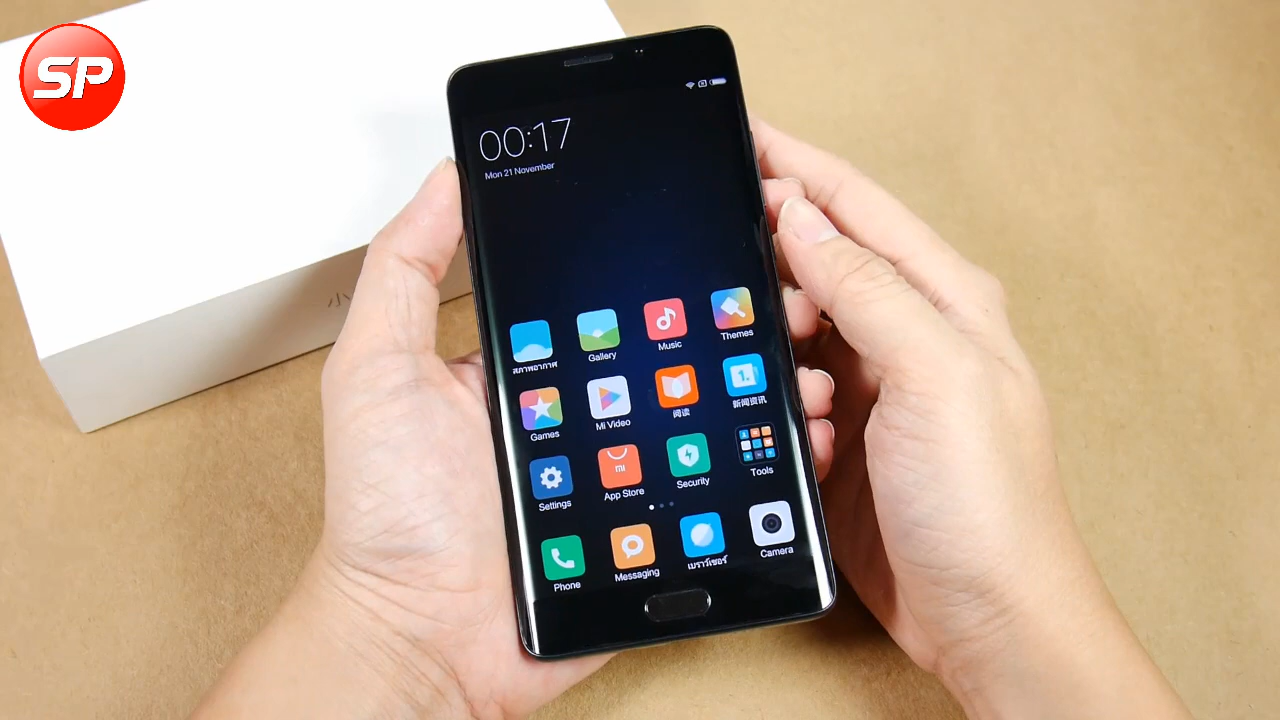 SP
00:17
Mon 21 November
สภาพอากาศ
Gallery
Music
Themes
Games
Mi Video
阅读
新闻资讯
Settings
App Store
Security
Tools
Phone
Messaging
เบราว์เซอร์
Camera
小